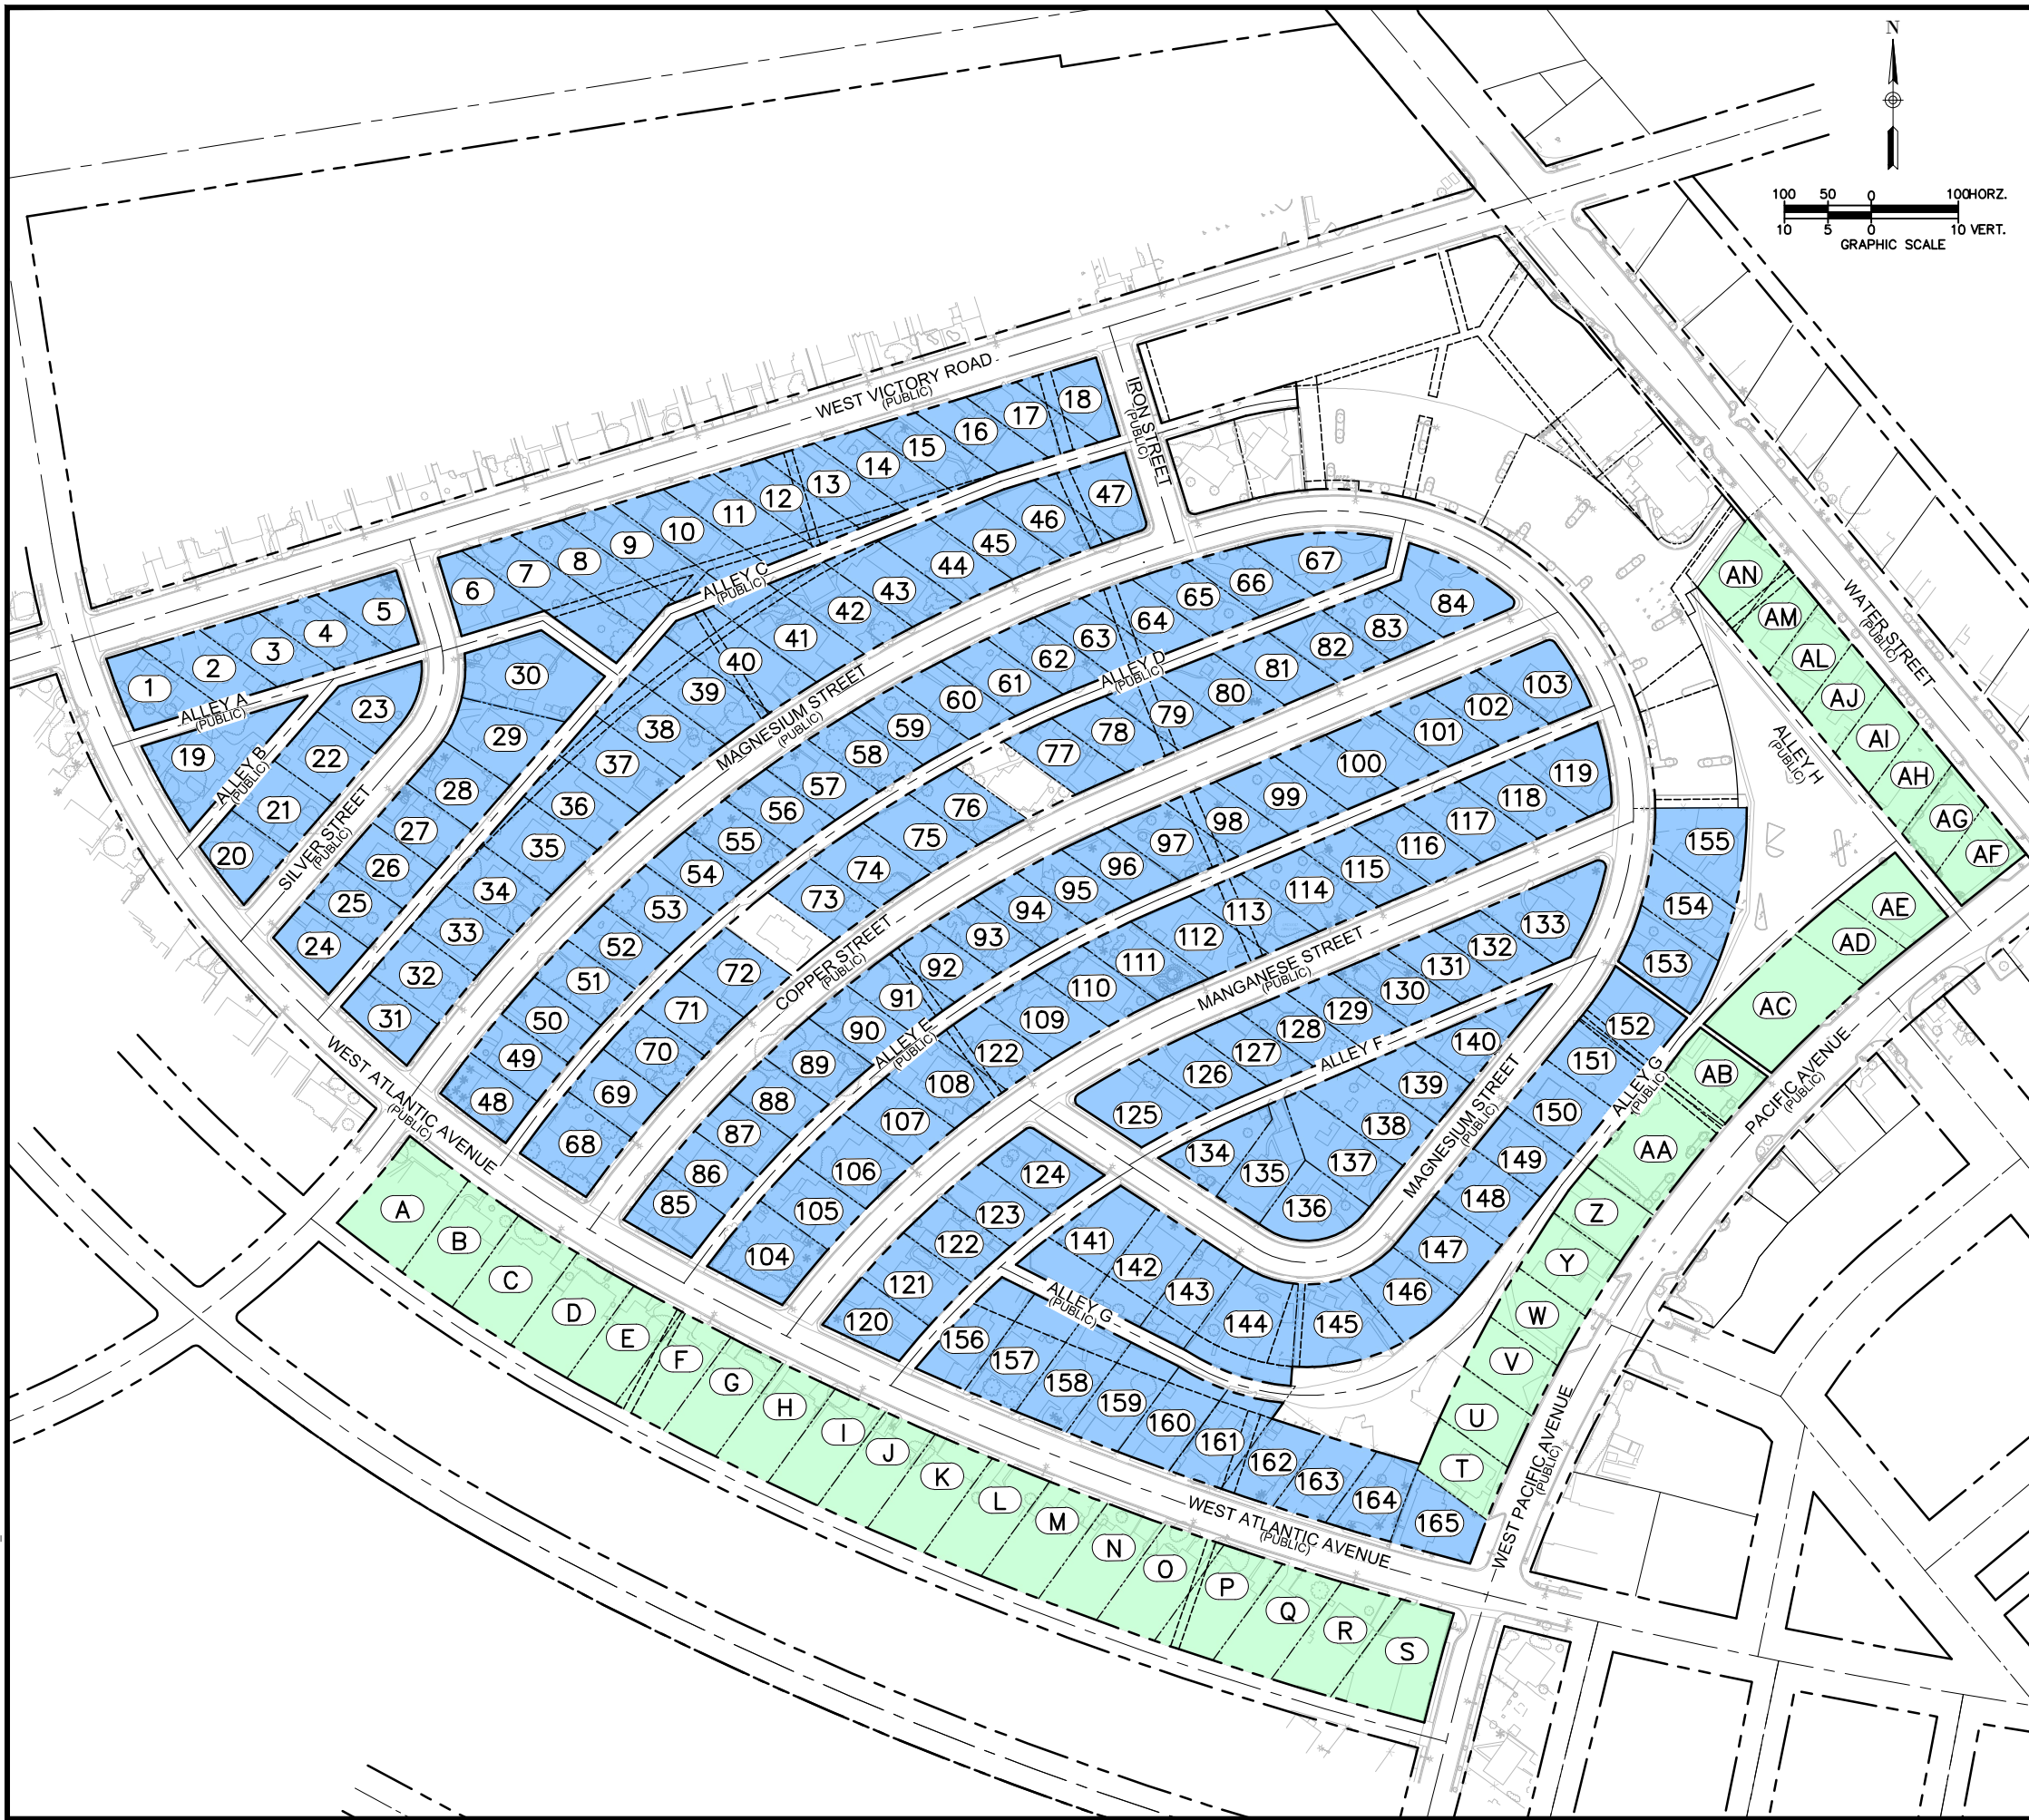 N
100 50 0 100HORZ.
10 5 0 10 VERT.
GRAPHIC SCALE
WEST VICTORY ROAD
(PUBLIC)
IRON STREET
(PUBLIC)
18
17
16
15
14
13
12
11
10
9
8
7
6
5
4
3
2
1
ALLEY A
(PUBLIC)
19
ALLEY B
(PUBLIC)
23
22
21
20
SILVER STREET
(PUBLIC)
30
29
28
27
26
25
24
ALLEY C
(PUBLIC)
47
46
45
44
43
42
41
40
39
38
37
36
35
34
33
32
31
MAGNESIUM STREET
(PUBLIC)
67
66
65
64
63
62
61
60
59
58
57
56
55
54
53
52
51
50
49
48
ALLEY D
(PUBLIC)
84
83
82
81
80
79
78
77
76
75
74
73
72
71
70
69
68
COPPER STREET
(PUBLIC)
103
102
101
100
99
98
97
96
95
94
93
92
91
90
89
88
87
86
85
ALLEY E
(PUBLIC)
119
118
117
116
115
114
113
112
111
110
109
122
108
107
106
105
104
MANGANESE STREET
(PUBLIC)
133
132
131
130
129
128
127
126
125
ALLEY F
140
139
138
137
136
135
134
MAGNESIUM STREET
(PUBLIC)
124
123
122
121
120
141
142
143
144
145
146
147
148
149
150
151
152
153
154
155
ALLEY G
(PUBLIC)
ALLEY G
(PUBLIC)
156
157
158
159
160
161
162
163
164
165
WEST ATLANTIC AVENUE
(PUBLIC)
WEST ATLANTIC AVENUE
(PUBLIC)
A
B
C
D
E
F
G
H
I
J
K
L
M
N
O
P
Q
R
S
T
U
V
W
Y
Z
AA
AB
AC
AD
AE
AF
AG
AH
AI
AJ
AL
AM
AN
WATER STREET
(PUBLIC)
ALLEY H
(PUBLIC)
PACIFIC AVENUE
(PUBLIC)
WEST PACIFIC AVENUE
(PUBLIC)